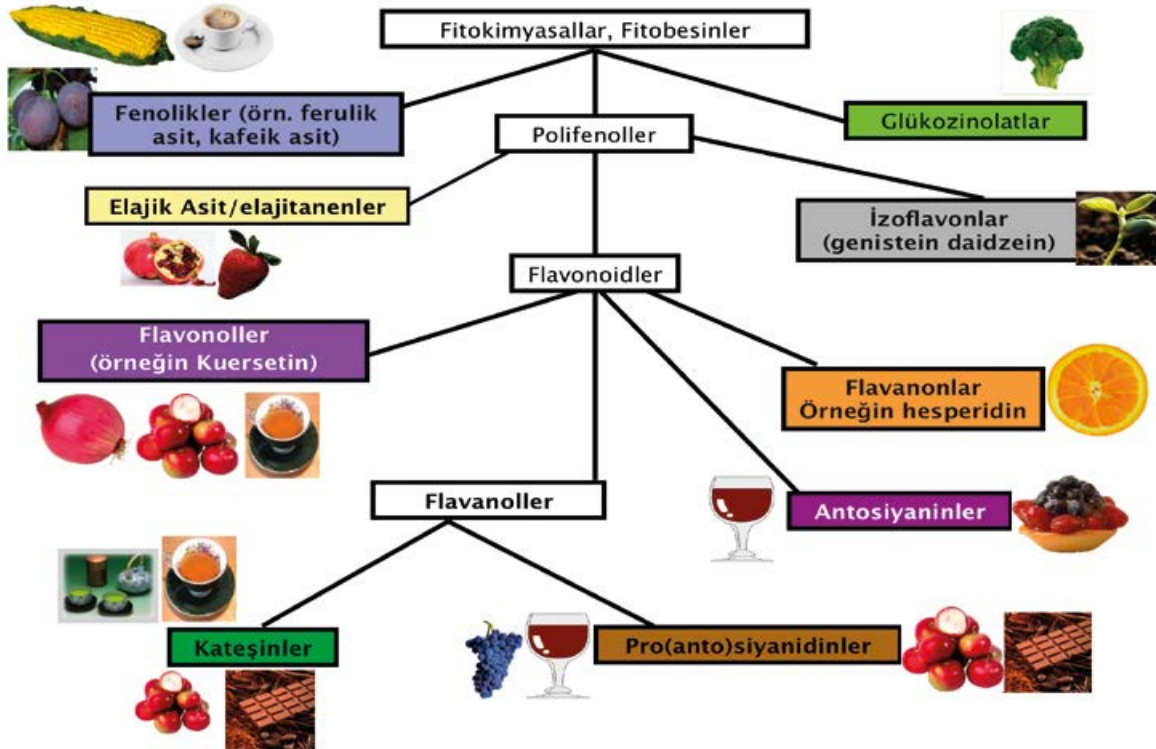 Fitokimyasallar, Fitobesinler
Fenolikler (örn. ferulik
asit, kafeik asit)
Glükozinolatlar
Polifenoller
Elajik Asit/elajitanenler
İzoflavonlar
(genistein daidzein)
Flavonoidler
Flavonoller
(örneğin Kuersetin)
Flavanonlar
Örneğin hesperidin
Flavanoller
Antosiyaninler
Kateşinler
Pro(anto)siyanidinler